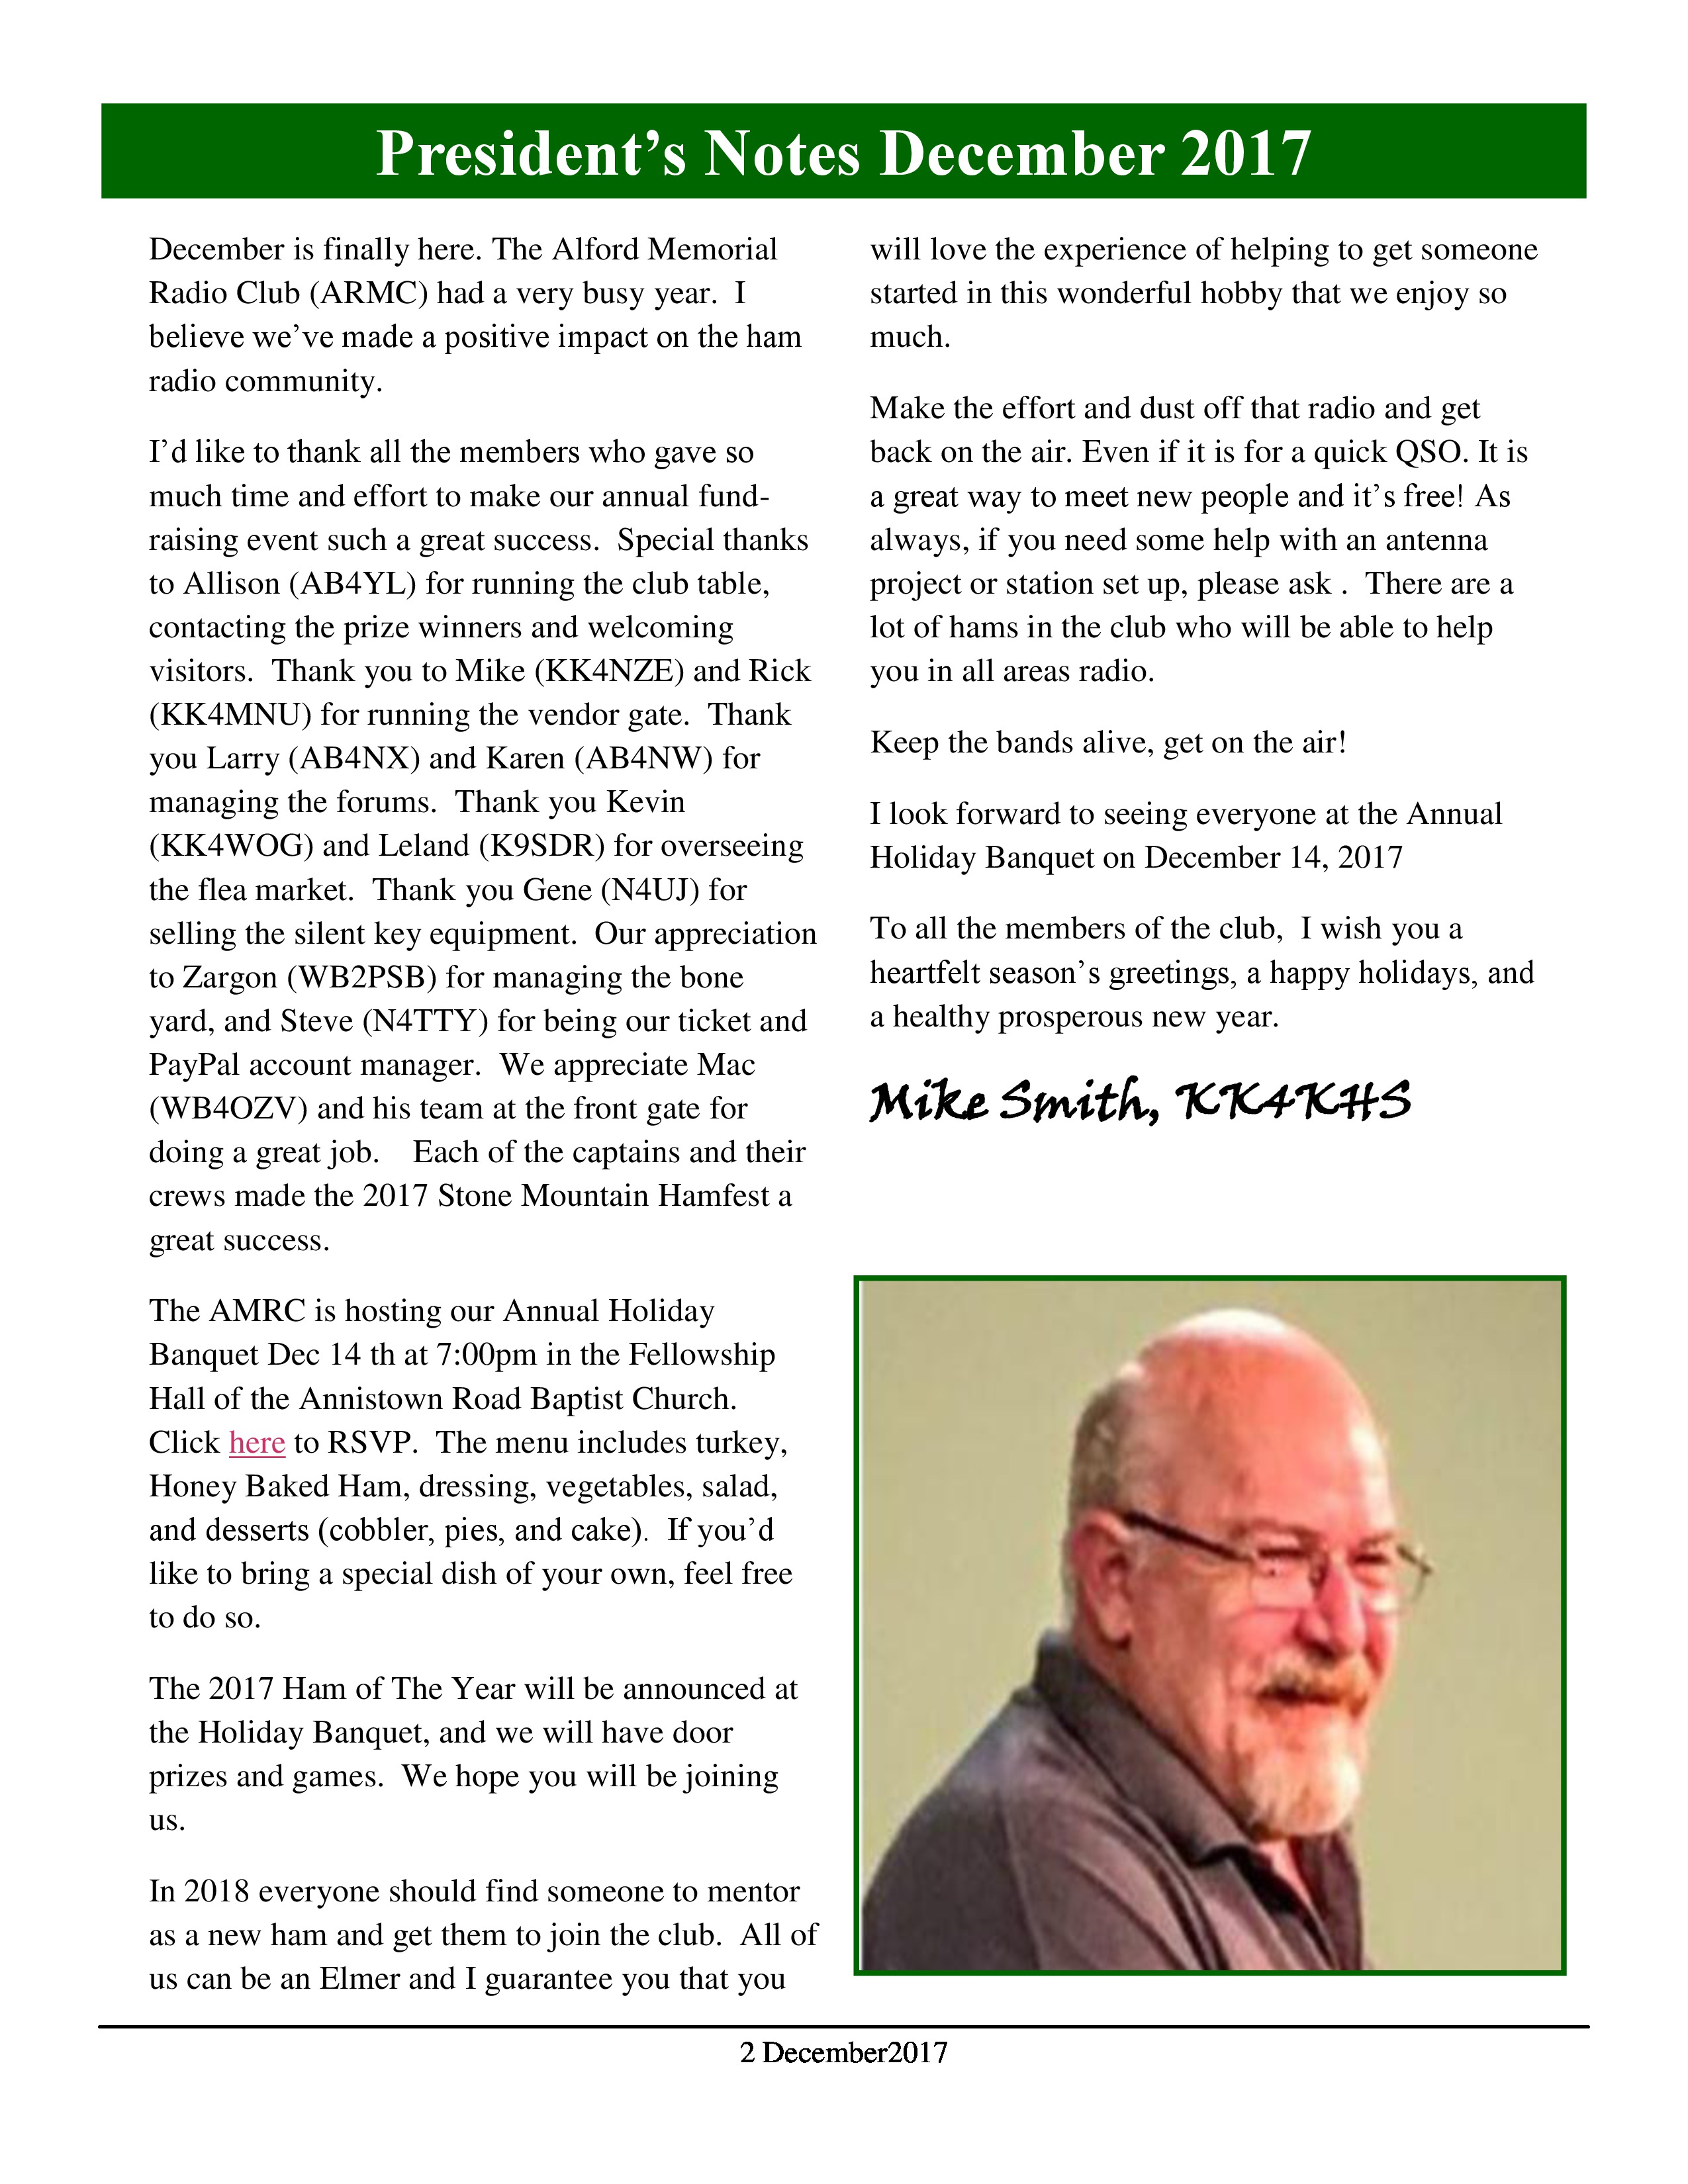 President’s Notes December 2017
December is finally here. The Alford Memorial
Radio Club (ARMC) had a very busy year.  I
believe we’ve made a positive impact on the ham
radio community.
I’d like to thank all the members who gave so
much time and effort to make our annual fund-
raising event such a great success.  Special thanks
to Allison (AB4YL) for running the club table,
contacting the prize winners and welcoming
visitors.  Thank you to Mike (KK4NZE) and Rick
(KK4MNU) for running the vendor gate.  Thank
you Larry (AB4NX) and Karen (AB4NW) for
managing the forums.  Thank you Kevin
(KK4WOG) and Leland (K9SDR) for overseeing
the flea market.  Thank you Gene (N4UJ) for
selling the silent key equipment.  Our appreciation
to Zargon (WB2PSB) for managing the bone
yard, and Steve (N4TTY) for being our ticket and
PayPal account manager.  We appreciate Mac
(WB4OZV) and his team at the front gate for
doing a great job.    Each of the captains and their
crews made the 2017 Stone Mountain Hamfest a
great success.
The AMRC is hosting our Annual Holiday
Banquet Dec 14 th at 7:00pm in the Fellowship
Hall of the Annistown Road Baptist Church.
Click here to RSVP.  The menu includes turkey,
Honey Baked Ham, dressing, vegetables, salad,
and desserts (cobbler, pies, and cake).  If you’d
like to bring a special dish of your own, feel free
to do so.
The 2017 Ham of The Year will be announced at
the Holiday Banquet, and we will have door
prizes and games.  We hope you will be joining
us.
In 2018 everyone should find someone to mentor
as a new ham and get them to join the club.  All of
us can be an Elmer and I guarantee you that you
will love the experience of helping to get someone
started in this wonderful hobby that we enjoy so
much.
Make the effort and dust off that radio and get
back on the air. Even if it is for a quick QSO. It is
a great way to meet new people and it’s free! As
always, if you need some help with an antenna
project or station set up, please ask .  There are a
lot of hams in the club who will be able to help
you in all areas radio.
Keep the bands alive, get on the air!
I look forward to seeing everyone at the Annual
Holiday Banquet on December 14, 2017
To all the members of the club,  I wish you a
heartfelt season’s greetings, a happy holidays, and
a healthy prosperous new year.
Mike Smith, KK4KHS
2 December2017